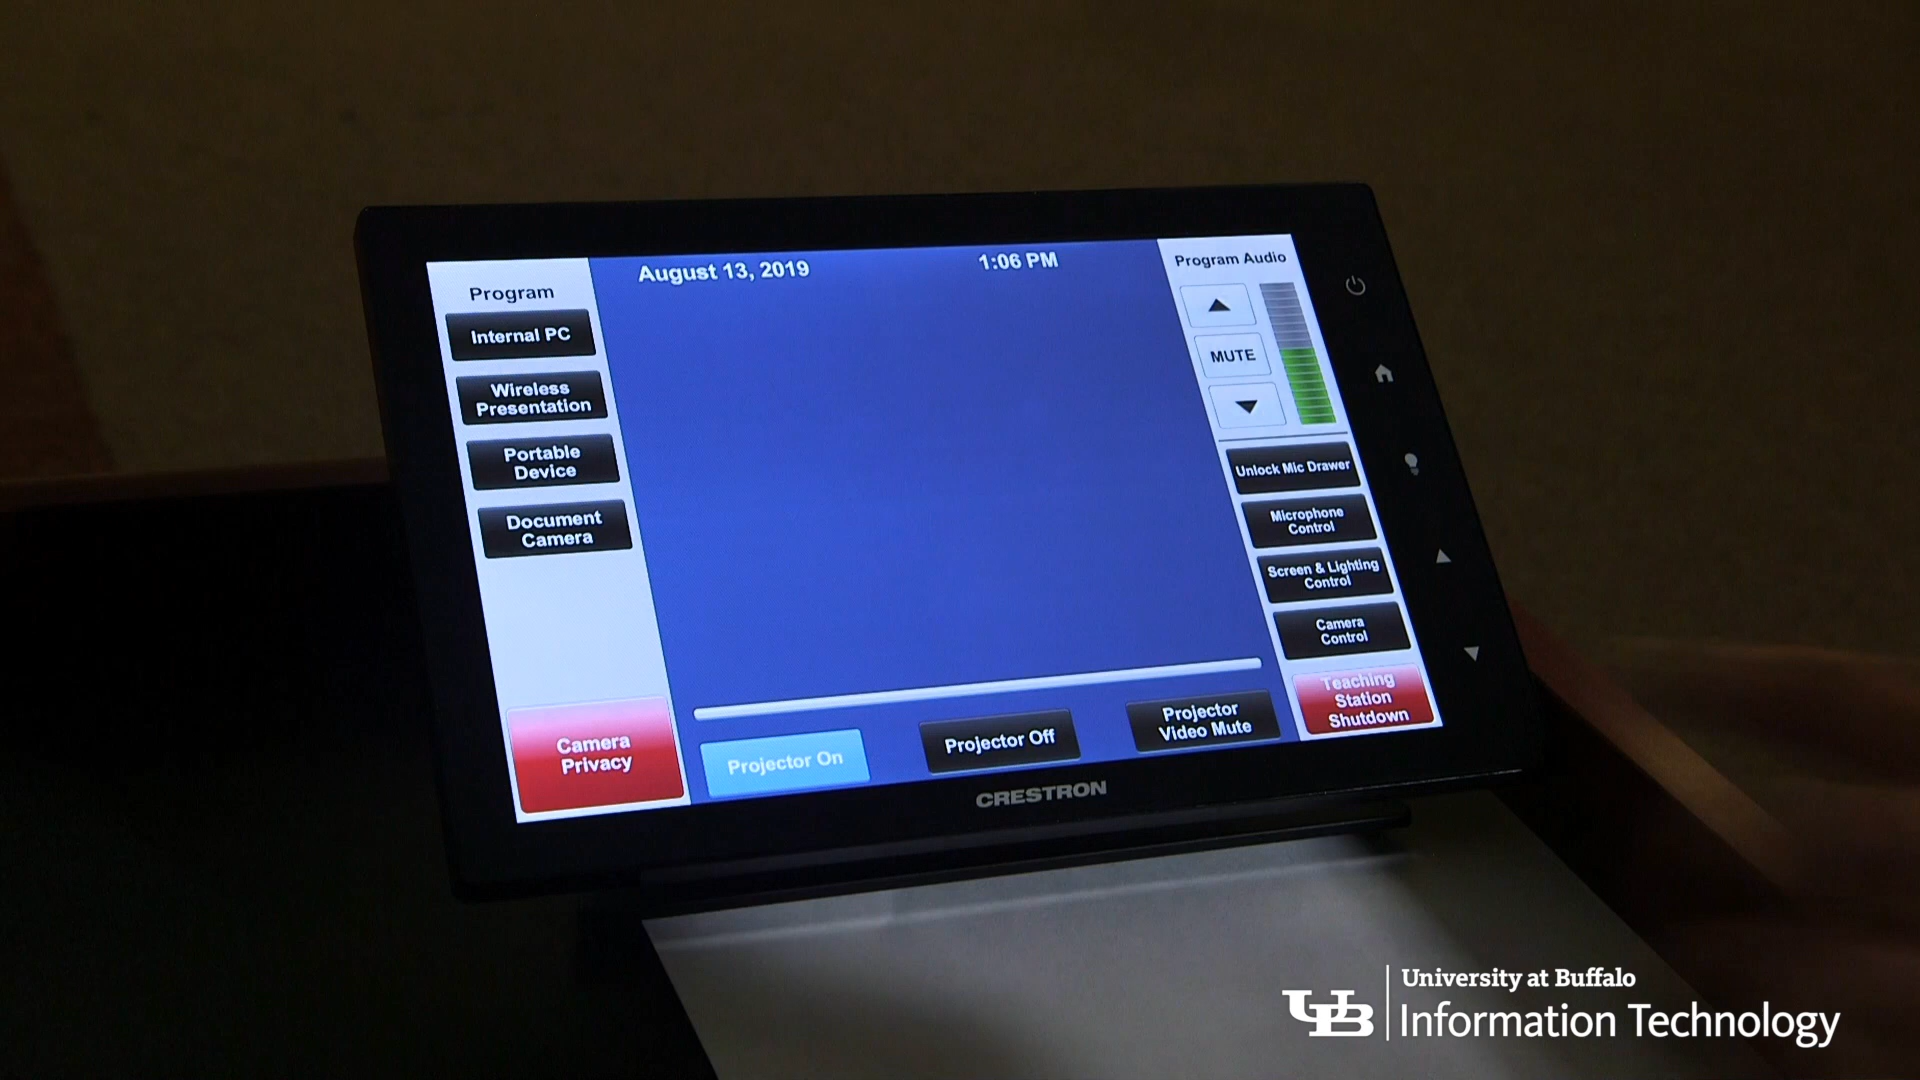 August 13, 2019
1:06 PM
Program
Internal PC
Wireless
Presentation
Portable
Device
Document
Camera
Camera
Privacy
Program Audio
MUTE
Unlock Mic Drawer
Microphone
Control
Screen & Lighting
Control
Camera
Control
Teaching
Station
Shutdown
Projector On
Projector Off
Projector
Video Mute
CRESTRON
UB
University at Buffalo
Information Technology